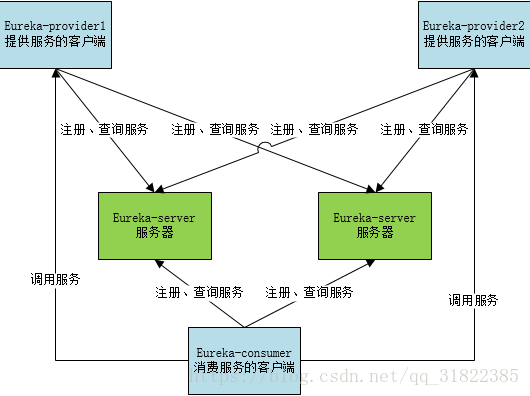 Eureka-provider1
提供服务的客户端
Eureka-provider2
提供服务的客户端
注册、查询服务
注册、查询服务
注册、查询服务
注册、查询服务
Eureka-server
服务器
Eureka-server
服务器
调用服务
注册、查询服务
注册、查询服务
调用服务
Eureka-consumer
消费服务的客户端
https://blog.csdn.net/qq_31822385